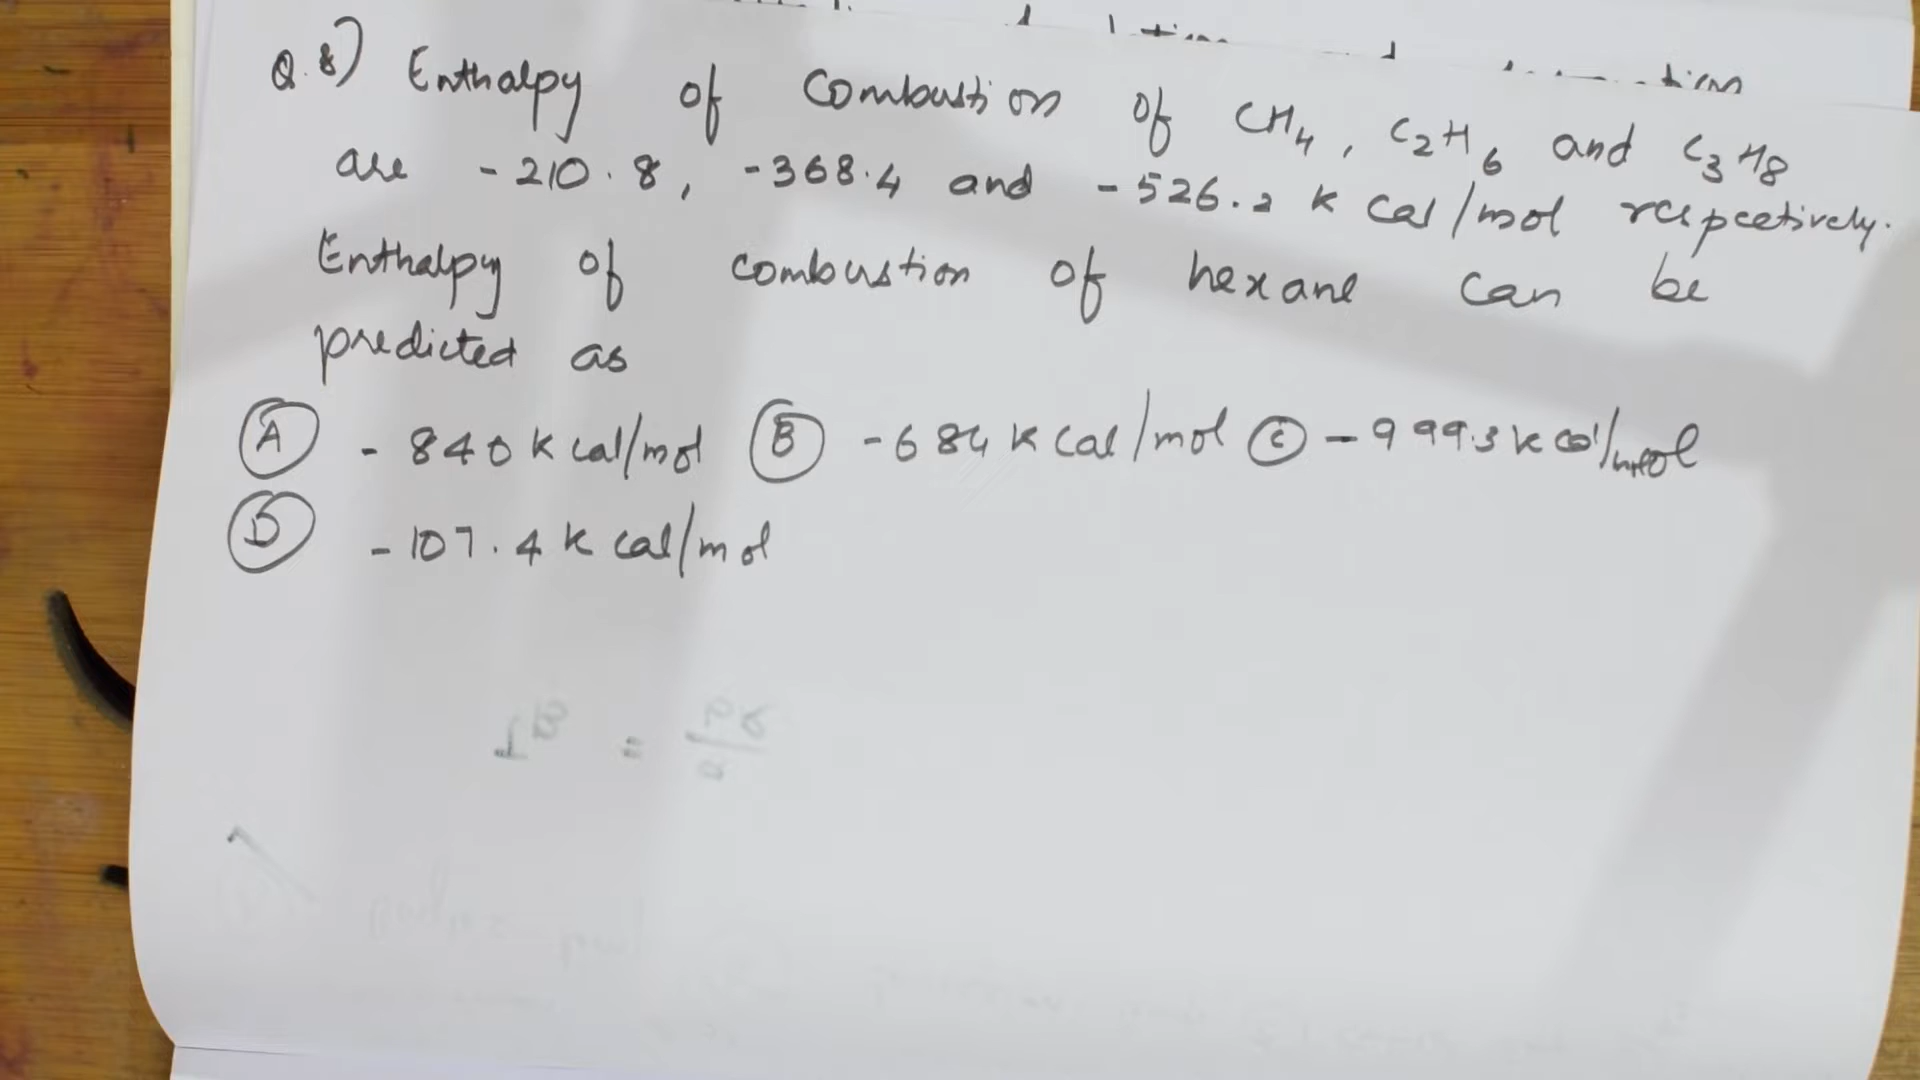 Q.8) Enthalpy of Combustion of CH4, C2H6 and C3H8
are -210.8, -368.4 and -526.2 K Cal/mol respectively.
Enthalpy of combustion of hexane can be
predicted as
(A) - 840 K cal/mol (B) -684 K Cal/mol (C) -999.3 K cal/mol
(D) -107.4 K cal/mol